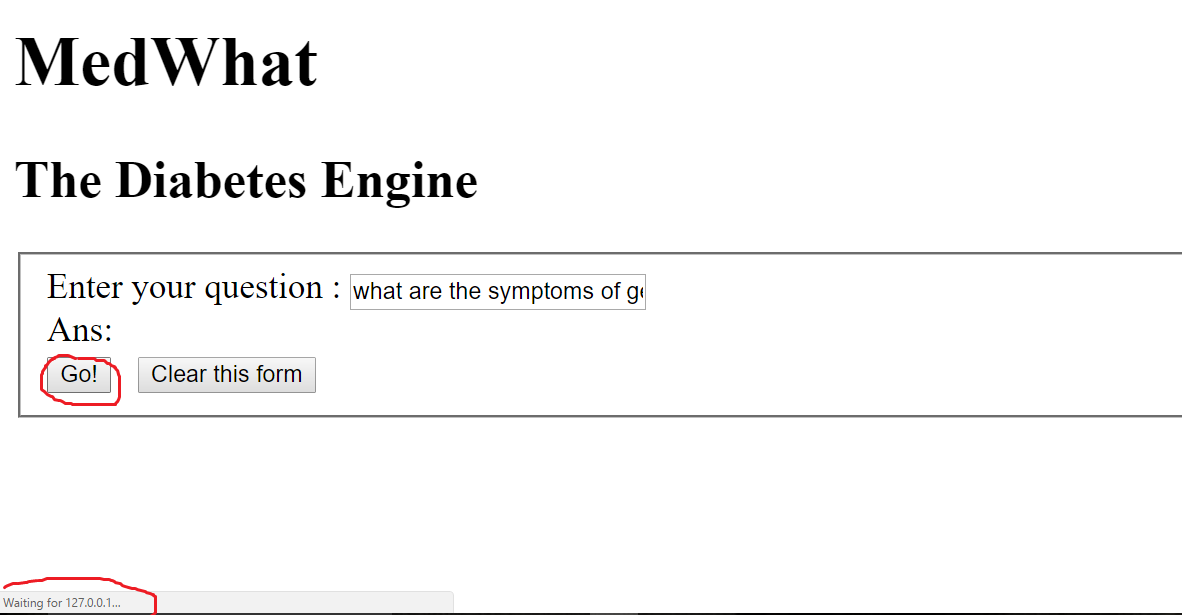 MedWhat
The Diabetes Engine
Enter your question : what are the symptoms of
Ans:
Go! Clear this form
Waiting for 127.0.0.1...